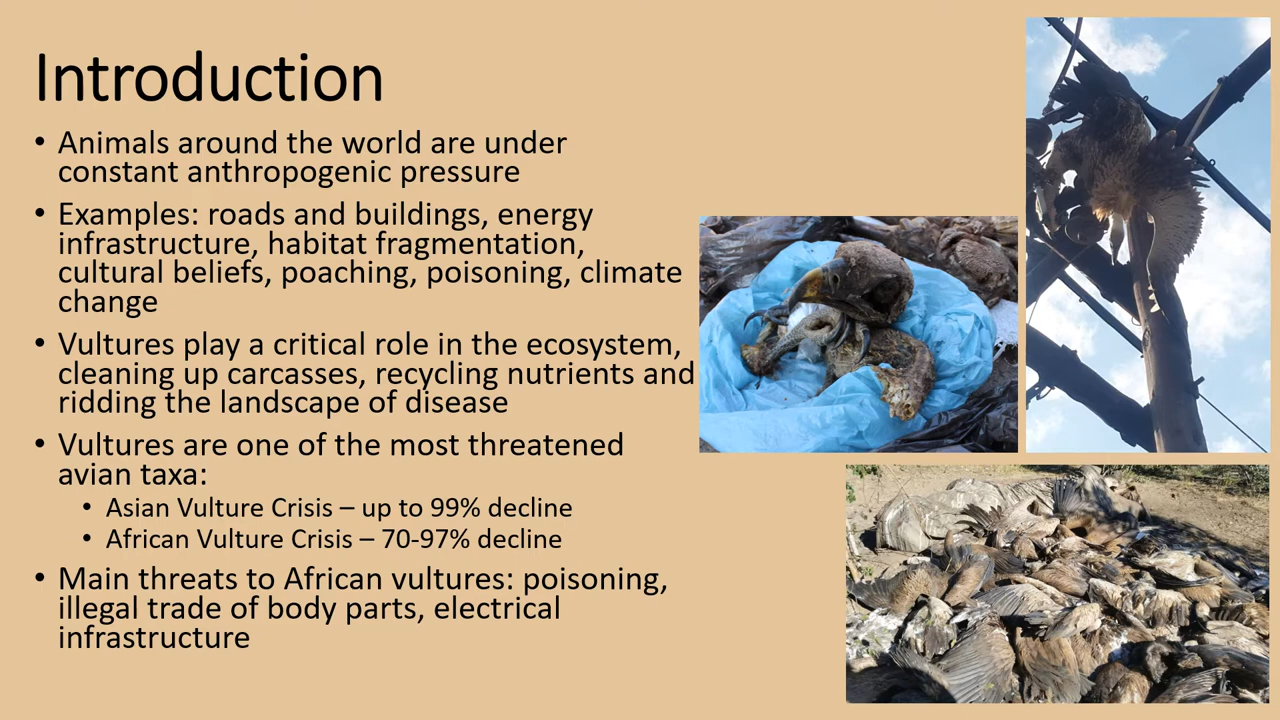 Introduction
• Animals around the world are under
constant anthropogenic pressure
• Examples: roads and buildings, energy
infrastructure, habitat fragmentation,
cultural beliefs, poaching, poisoning, climate
change
• Vultures play a critical role in the ecosystem,
cleaning up carcasses, recycling nutrients and
ridding the landscape of disease
• Vultures are one of the most threatened
avian taxa:
• Asian Vulture Crisis – up to 99% decline
• African Vulture Crisis – 70-97% decline
• Main threats to African vultures: poisoning,
illegal trade of body parts, electrical
infrastructure